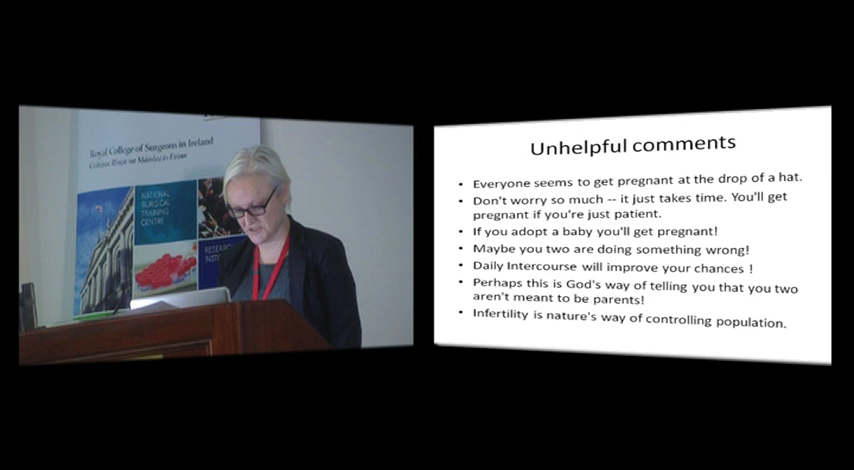 Royal College of Surgeons in Ireland
Coláiste Ríoga na Máinleá in Éirinn
NATIONAL
SURGICAL
TRAINING
CENTRE
RESEARCH
INSTI
Unhelpful comments
• Everyone seems to get pregnant at the drop of a hat.
• Don't worry so much -- it just takes time. You'll get
pregnant if you're just patient.
• If you adopt a baby you'll get pregnant!
• Maybe you two are doing something wrong!
• Daily Intercourse will improve your chances !
• Perhaps this is God's way of telling you that you two
aren't meant to be parents!
• Infertility is nature's way of controlling population.